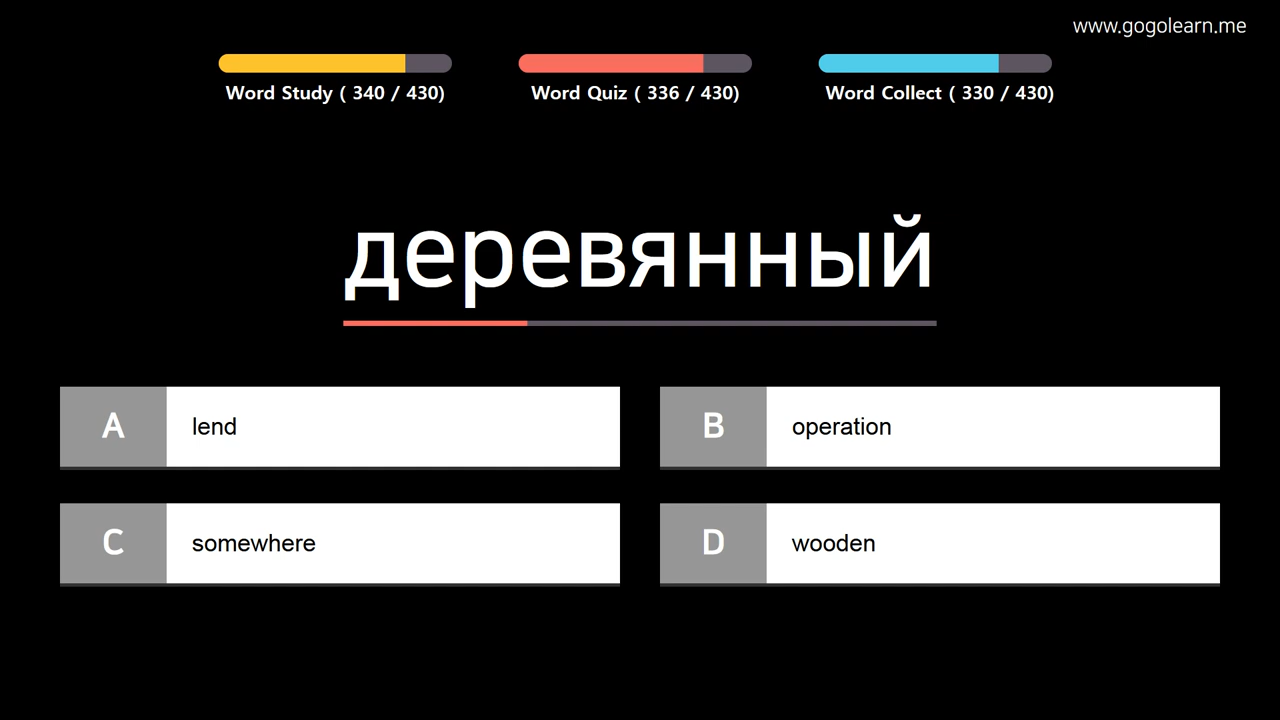 www.gogolearn.me
Word Study ( 340 / 430)
Word Quiz ( 336 / 430)
Word Collect ( 330 / 430)
деревянный
A lend
B operation
C somewhere
D wooden